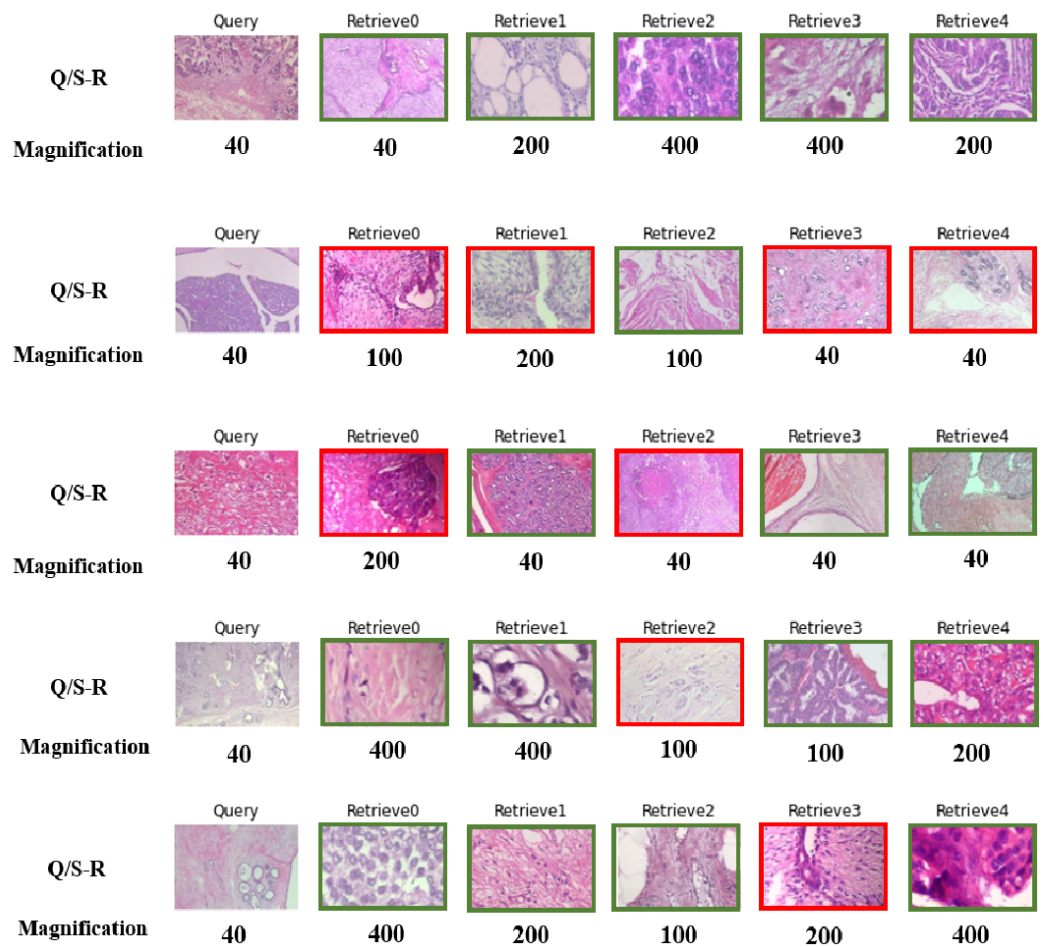 Query Retrieve0 Retrieve1 Retrieve2 Retrieve3 Retrieve4
Q/S-R
Magnification 40 40 200 400 400 200
Query Retrieve0 Retrieve1 Retrieve2 Retrieve3 Retrieve4
Q/S-R
Magnification 40 100 200 100 40 40
Query Retrieve0 Retrieve1 Retrieve2 Retrieve3 Retrieve4
Q/S-R
Magnification 40 200 40 40 40 40
Query Retrieve0 Retrieve1 Retrieve2 Retrieve3 Retrieve4
Q/S-R
Magnification 40 400 400 100 100 200
Query Retrieve0 Retrieve1 Retrieve2 Retrieve3 Retrieve4
Q/S-R
Magnification 40 400 200 100 200 400